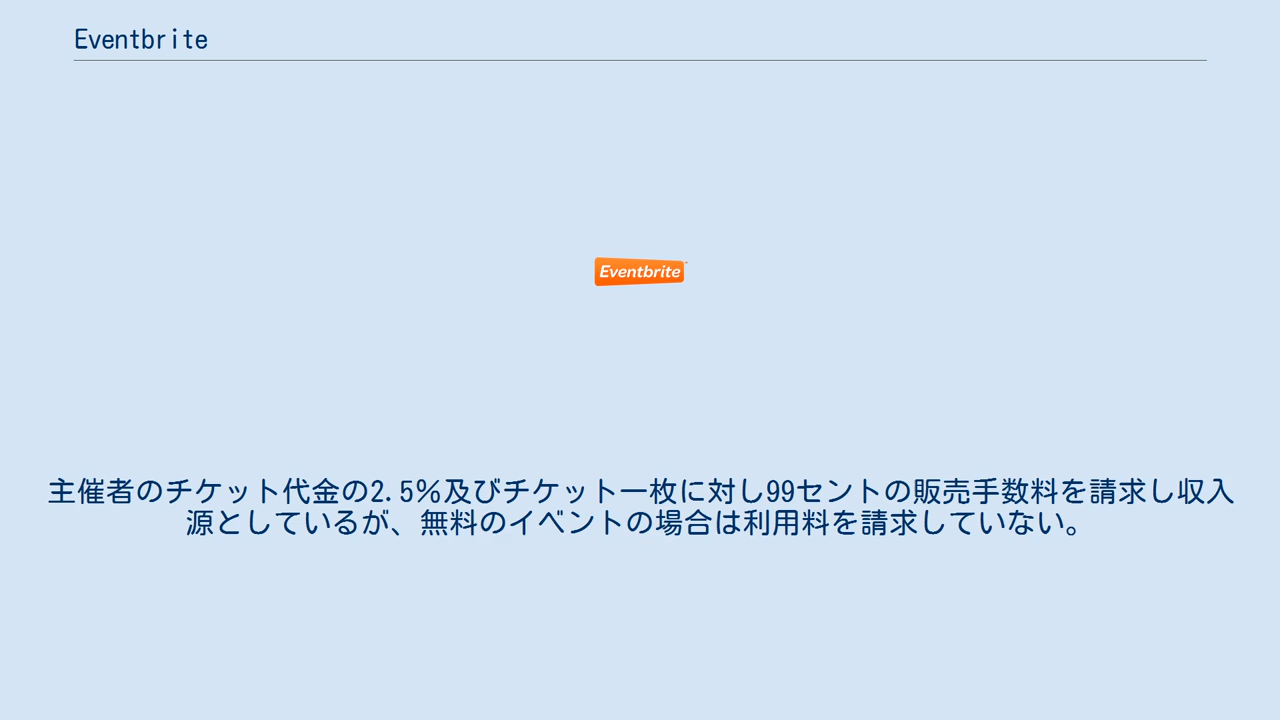 Eventbrite
Eventbrite™
主催者のチケット代金の2.5%及びチケット一枚に対し99セントの販売手数料を請求し収入
源としているが、無料のイベントの場合は利用料を請求していない。